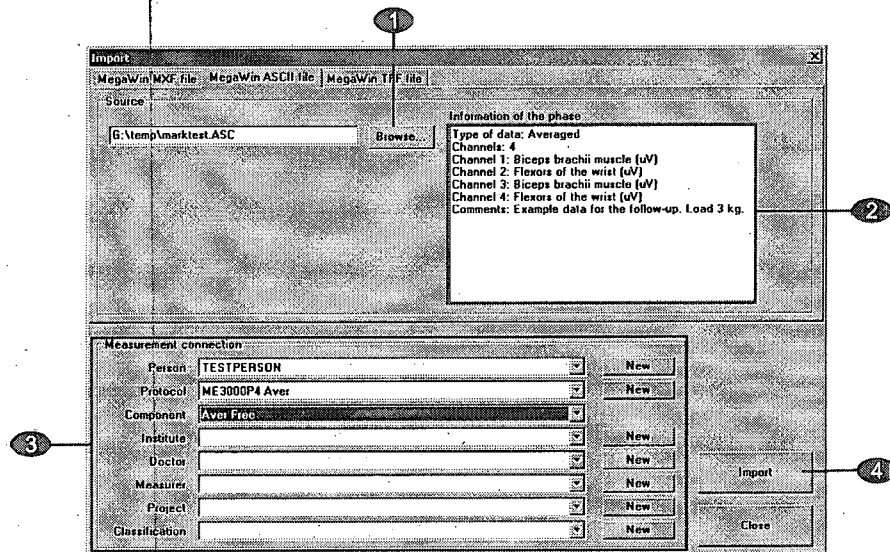 1
Import
MegaWin MXF file MegaWin ASCII file MegaWin TFF file
Source
G:\temp\marktest.ASC Browse...
Information of the phase
Type of data: Averaged
Channels: 4
Channel 1: Biceps brachii muscle (uV)
Channel 2: Flexors of the wrist (uV)
Channel 3: Biceps brachii muscle (uV)
Channel 4: Flexors of the wrist (uV)
Comments: Example data for the follow-up. Load 3 kg.
2
Measurement connection
Person TESTPERSON New
Protocol ME3000P4 Aver New
Component Aver Free
3
Institute New
Doctor New
Measurer New
Project New
Classification New
Import
4
Close